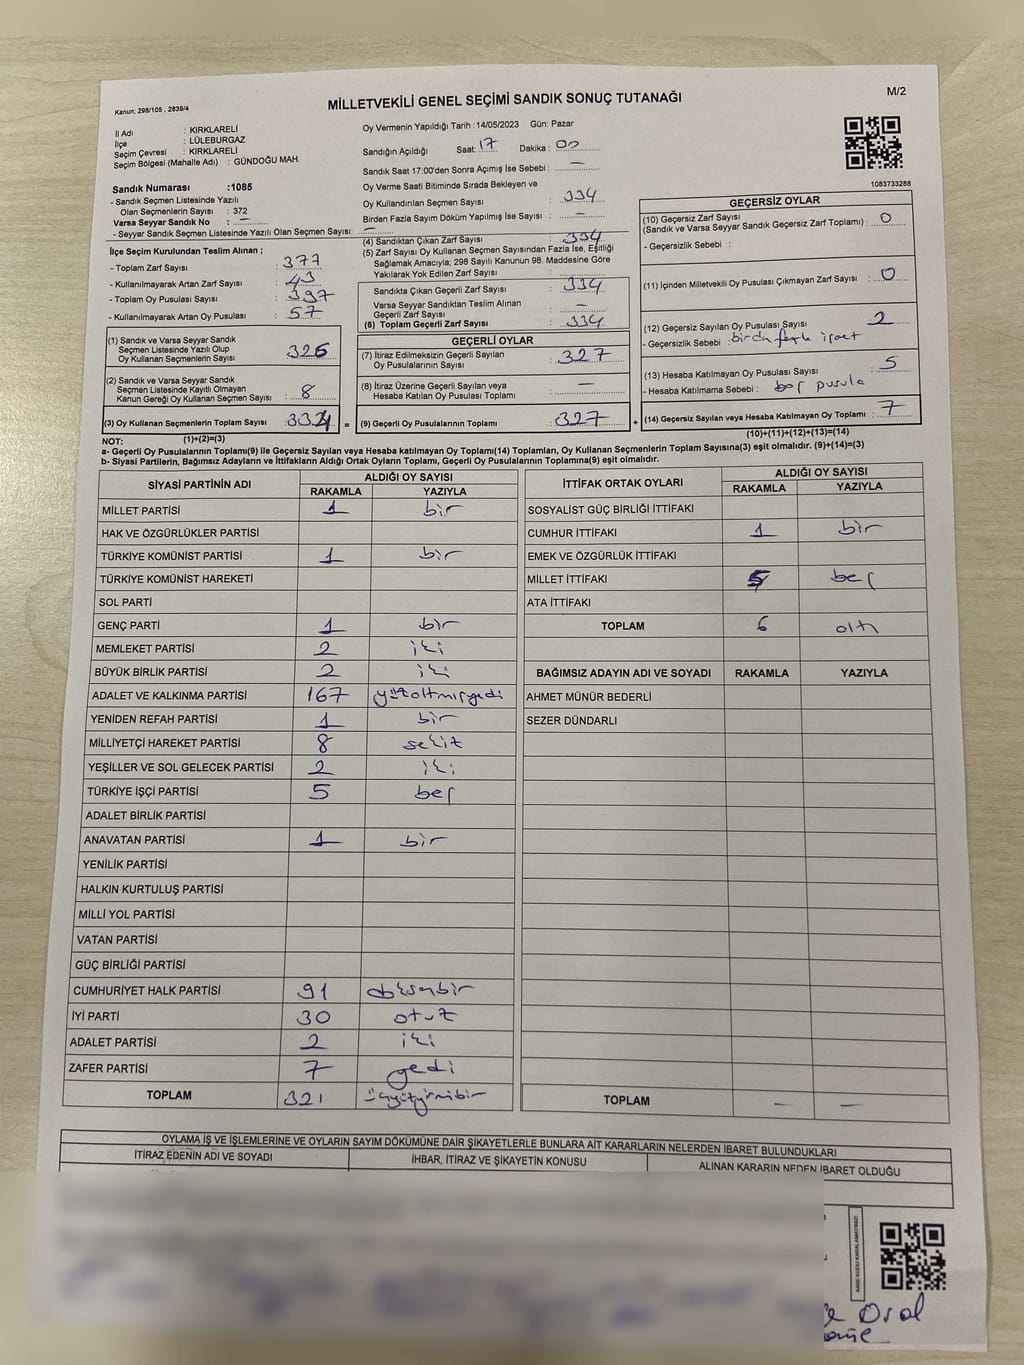 M/2
Kanun: 298/105 , 2839/4
MİLLETVEKİLİ GENEL SEÇİMİ SANDIK SONUÇ TUTANAĞI
İl Adı : KIRKLARELİ
İlçe : LÜLEBURGAZ
Seçim Çevresi : KIRKLARELİ
Seçim Bölgesi (Mahalle Adı) : GÜNDOĞU MAH.
Sandık Numarası :1085
- Sandık Seçmen Listesinde Yazılı
Olan Seçmenlerin Sayısı : 372
Varsa Seyyar Sandık No : —
- Seyyar Sandık Seçmen Listesinde Yazılı Olan Seçmen Sayısı: —
Oy Vermenin Yapıldığı Tarih :14/05/2023 Gün: Pazar
Sandığın Açıldığı Saat: 17 Dakika : 00
Sandık Saat 17:00'den Sonra Açımış İse Sebebi : —
Oy Verme Saati Bitiminde Sırada Bekleyen ve
Oy Kullandırılan Seçmen Sayısı : 334
Birden Fazla Sayım Döküm Yapılmış İse Sayısı : —
1083733288
İlçe Seçim Kurulundan Teslim Alınan ;
- Toplam Zarf Sayısı : 377
- Kullanılmayarak Artan Zarf Sayısı : 43
- Toplam Oy Pusulası Sayısı : 397
- Kullanılmayarak Artan Oy Pusulası : 57
(1) Sandık ve Varsa Seyyar Sandık
Seçmen Listesinde Yazılı Olup
Oy Kullanan Seçmenlerin Sayısı : 326
(2) Sandık ve Varsa Seyyar Sandık
Seçmen Listesinde Kayıtlı Olmayan
Kanun Gereği Oy Kullanan Seçmen Sayısı : 8
(3) Oy Kullanan Seçmenlerin Toplam Sayısı : 334 =
(1)+(2)=(3)
(4) Sandıktan Çıkan Zarf Sayısı : 334
(5) Zarf Sayısı Oy Kullanan Seçmen Sayısından Fazla İse, Eşitliği
Sağlamak Amacıyla; 298 Sayılı Kanunun 98. Maddesine Göre
Yakılarak Yok Edilen Zarf Sayısı :
Sandıkta Çıkan Geçerli Zarf Sayısı : 334
Varsa Seyyar Sandıktan Teslim Alınan
Geçerli Zarf Sayısı : —
(6) Toplam Geçerli Zarf Sayısı : 334
GEÇERLİ OYLAR
(7) İtiraz Edilmeksizin Geçerli Sayılan
Oy Pusulalarının Sayısı : 327
(8) İtiraz Üzerine Geçerli Sayılan veya
Hesaba Katılan Oy Pusulası Toplamı : —
(9) Geçerli Oy Pusulalarının Toplamı : 327 +
GEÇERSİZ OYLAR
(10) Geçersiz Zarf Sayısı
(Sandık ve Varsa Seyyar Sandık Geçersiz Zarf Toplamı) : 0
- Geçersizlik Sebebi :
(11) İçinden Milletvekili Oy Pusulası Çıkmayan Zarf Sayısı : 0
(12) Geçersiz Sayılan Oy Pusulası Sayısı : 2
- Geçersizlik Sebebi : birden fazla işaret
(13) Hesaba Katılmayan Oy Pusulası Sayısı : 5
- Hesaba Katılmama Sebebi : boş pusula
(14) Geçersiz Sayılan veya Hesaba Katılmayan Oy Toplamı : 7
(10)+(11)+(12)+(13)=(14)
NOT:
a- Geçerli Oy Pusulalarının Toplamı(9) ile Geçersiz Sayılan veya Hesaba katılmayan Oy Toplamı(14) Toplamları, Oy Kullanan Seçmenlerin Toplam Sayısına(3) eşit olmalıdır. (9)+(14)=(3)
b- Siyasi Partilerin, Bağımsız Adayların ve İttifakların Aldığı Ortak Oyların Toplamı, Geçerli Oy Pusulalarının Toplamına(9) eşit olmalıdır.
SİYASİ PARTİNİN ADI ALDIĞI OY SAYISI
RAKAMLA YAZIYLA
MİLLET PARTİSİ 1 bir
HAK VE ÖZGÜRLÜKLER PARTİSİ
TÜRKİYE KOMÜNİST PARTİSİ 1 bir
TÜRKİYE KOMÜNİST HAREKETİ
SOL PARTİ
GENÇ PARTİ 1 bir
MEMLEKET PARTİSİ 2 iki
BÜYÜK BİRLİK PARTİSİ 2 iki
ADALET VE KALKINMA PARTİSİ 167 yüzaltmışyedi
YENİDEN REFAH PARTİSİ 1 bir
MİLLİYETÇİ HAREKET PARTİSİ 8 sekiz
YEŞİLLER VE SOL GELECEK PARTİSİ 2 iki
TÜRKİYE İŞÇİ PARTİSİ 5 beş
ADALET BİRLİK PARTİSİ
ANAVATAN PARTİSİ 1 bir
YENİLİK PARTİSİ
HALKIN KURTULUŞ PARTİSİ
MİLLİ YOL PARTİSİ
VATAN PARTİSİ
GÜÇ BİRLİĞİ PARTİSİ
CUMHURİYET HALK PARTİSİ 91 doksanbir
İYİ PARTİ 30 otuz
ADALET PARTİSİ 2 iki
ZAFER PARTİSİ 7 yedi
TOPLAM 321 üçyüzyirmibir
İTTİFAK ORTAK OYLARI ALDIĞI OY SAYISI
RAKAMLA YAZIYLA
SOSYALİST GÜÇ BİRLİĞİ İTTİFAKI
CUMHUR İTTİFAKI 1 bir
EMEK VE ÖZGÜRLÜK İTTİFAKI
MİLLET İTTİFAKI 5 beş
ATA İTTİFAKI
TOPLAM 6 altı
BAĞIMSIZ ADAYIN ADI VE SOYADI RAKAMLA YAZIYLA
AHMET MÜNÜR BEDERLİ
SEZER DÜNDARLI
TOPLAM — —
OYLAMA İŞ VE İŞLEMLERİNE VE OYLARIN SAYIM DÖKÜMÜNE DAİR ŞİKAYETLERLE BUNLARA AİT KARARLARIN NELERDEN İBARET BULUNDUKLARI
İTİRAZ EDENİN ADI VE SOYADI İHBAR, İTİRAZ VE ŞİKAYETİN KONUSU ALINAN KARARIN NEDEN İBARET OLDUĞU